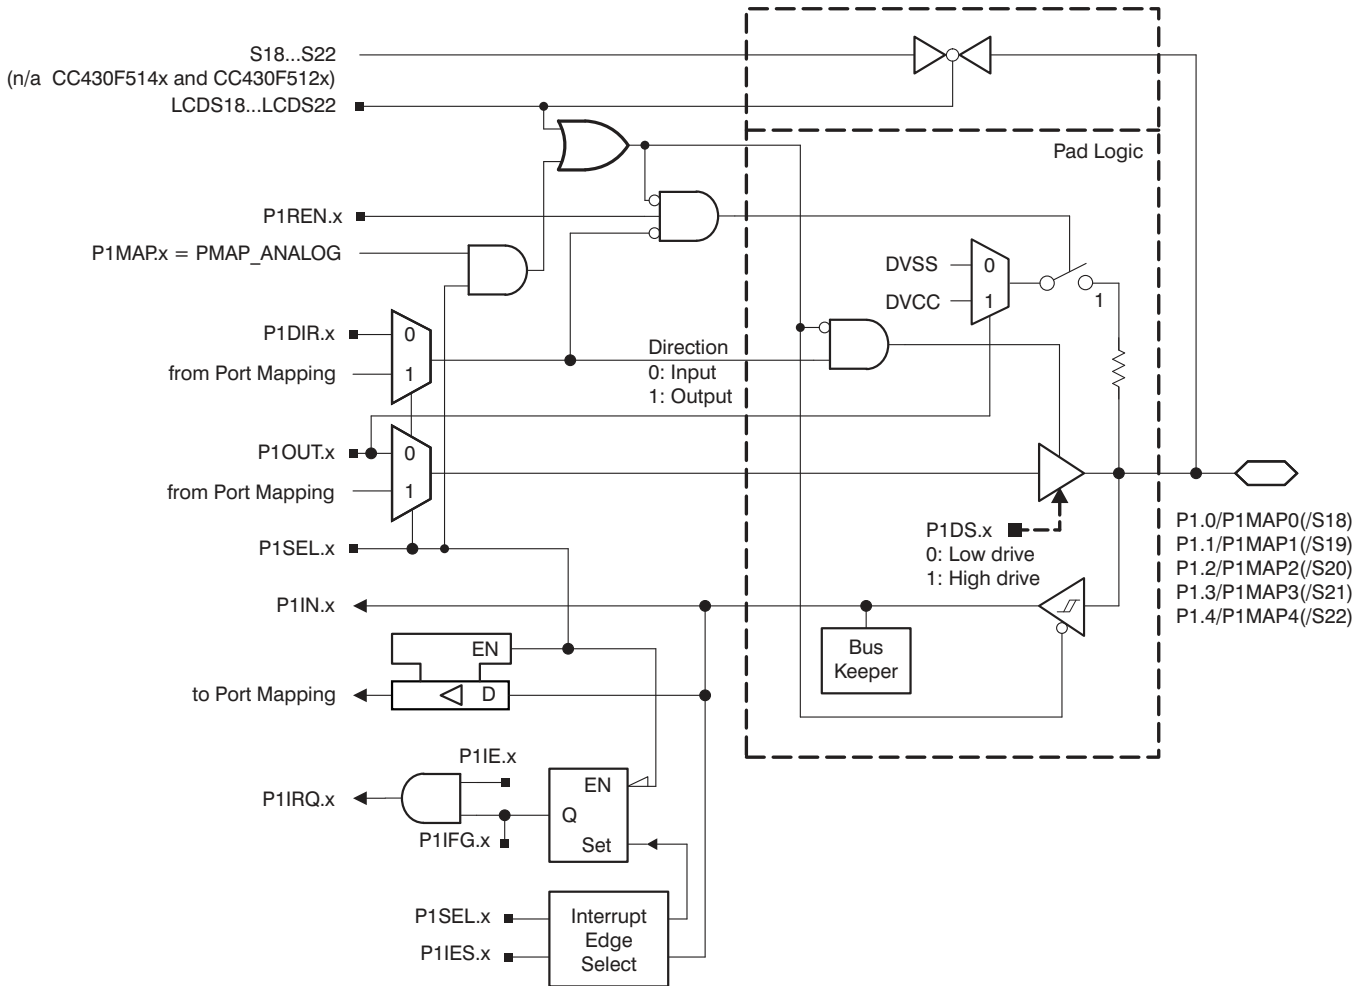 S18...S22
(n/a CC430F514x and CC430F512x)
LCDS18...LCDS22
Pad Logic
P1REN.x
P1MAP.x = PMAP_ANALOG
DVSS
0
DVCC
1
1
P1DIR.x
0
from Port Mapping
1
Direction
0: Input
1: Output
P1OUT.x
0
from Port Mapping
1
P1DS.x
0: Low drive
1: High drive
P1.0/P1MAP0(/S18)
P1.1/P1MAP1(/S19)
P1.2/P1MAP2(/S20)
P1.3/P1MAP3(/S21)
P1.4/P1MAP4(/S22)
P1SEL.x
P1IN.x
Bus
Keeper
EN
to Port Mapping
D
P1IE.x
P1IRQ.x
EN
Q
P1IFG.x
Set
P1SEL.x
P1IES.x
Interrupt
Edge
Select